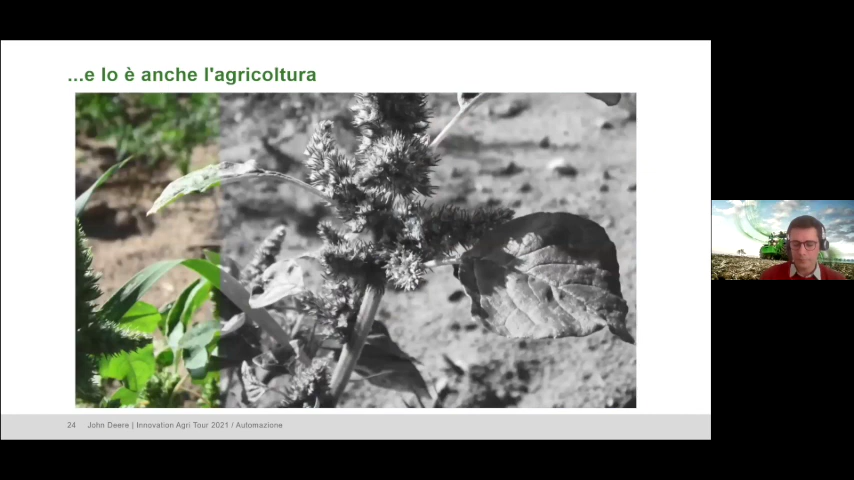 ...e lo è anche l'agricoltura
24 John Deere | Innovation Agri Tour 2021 / Automazione